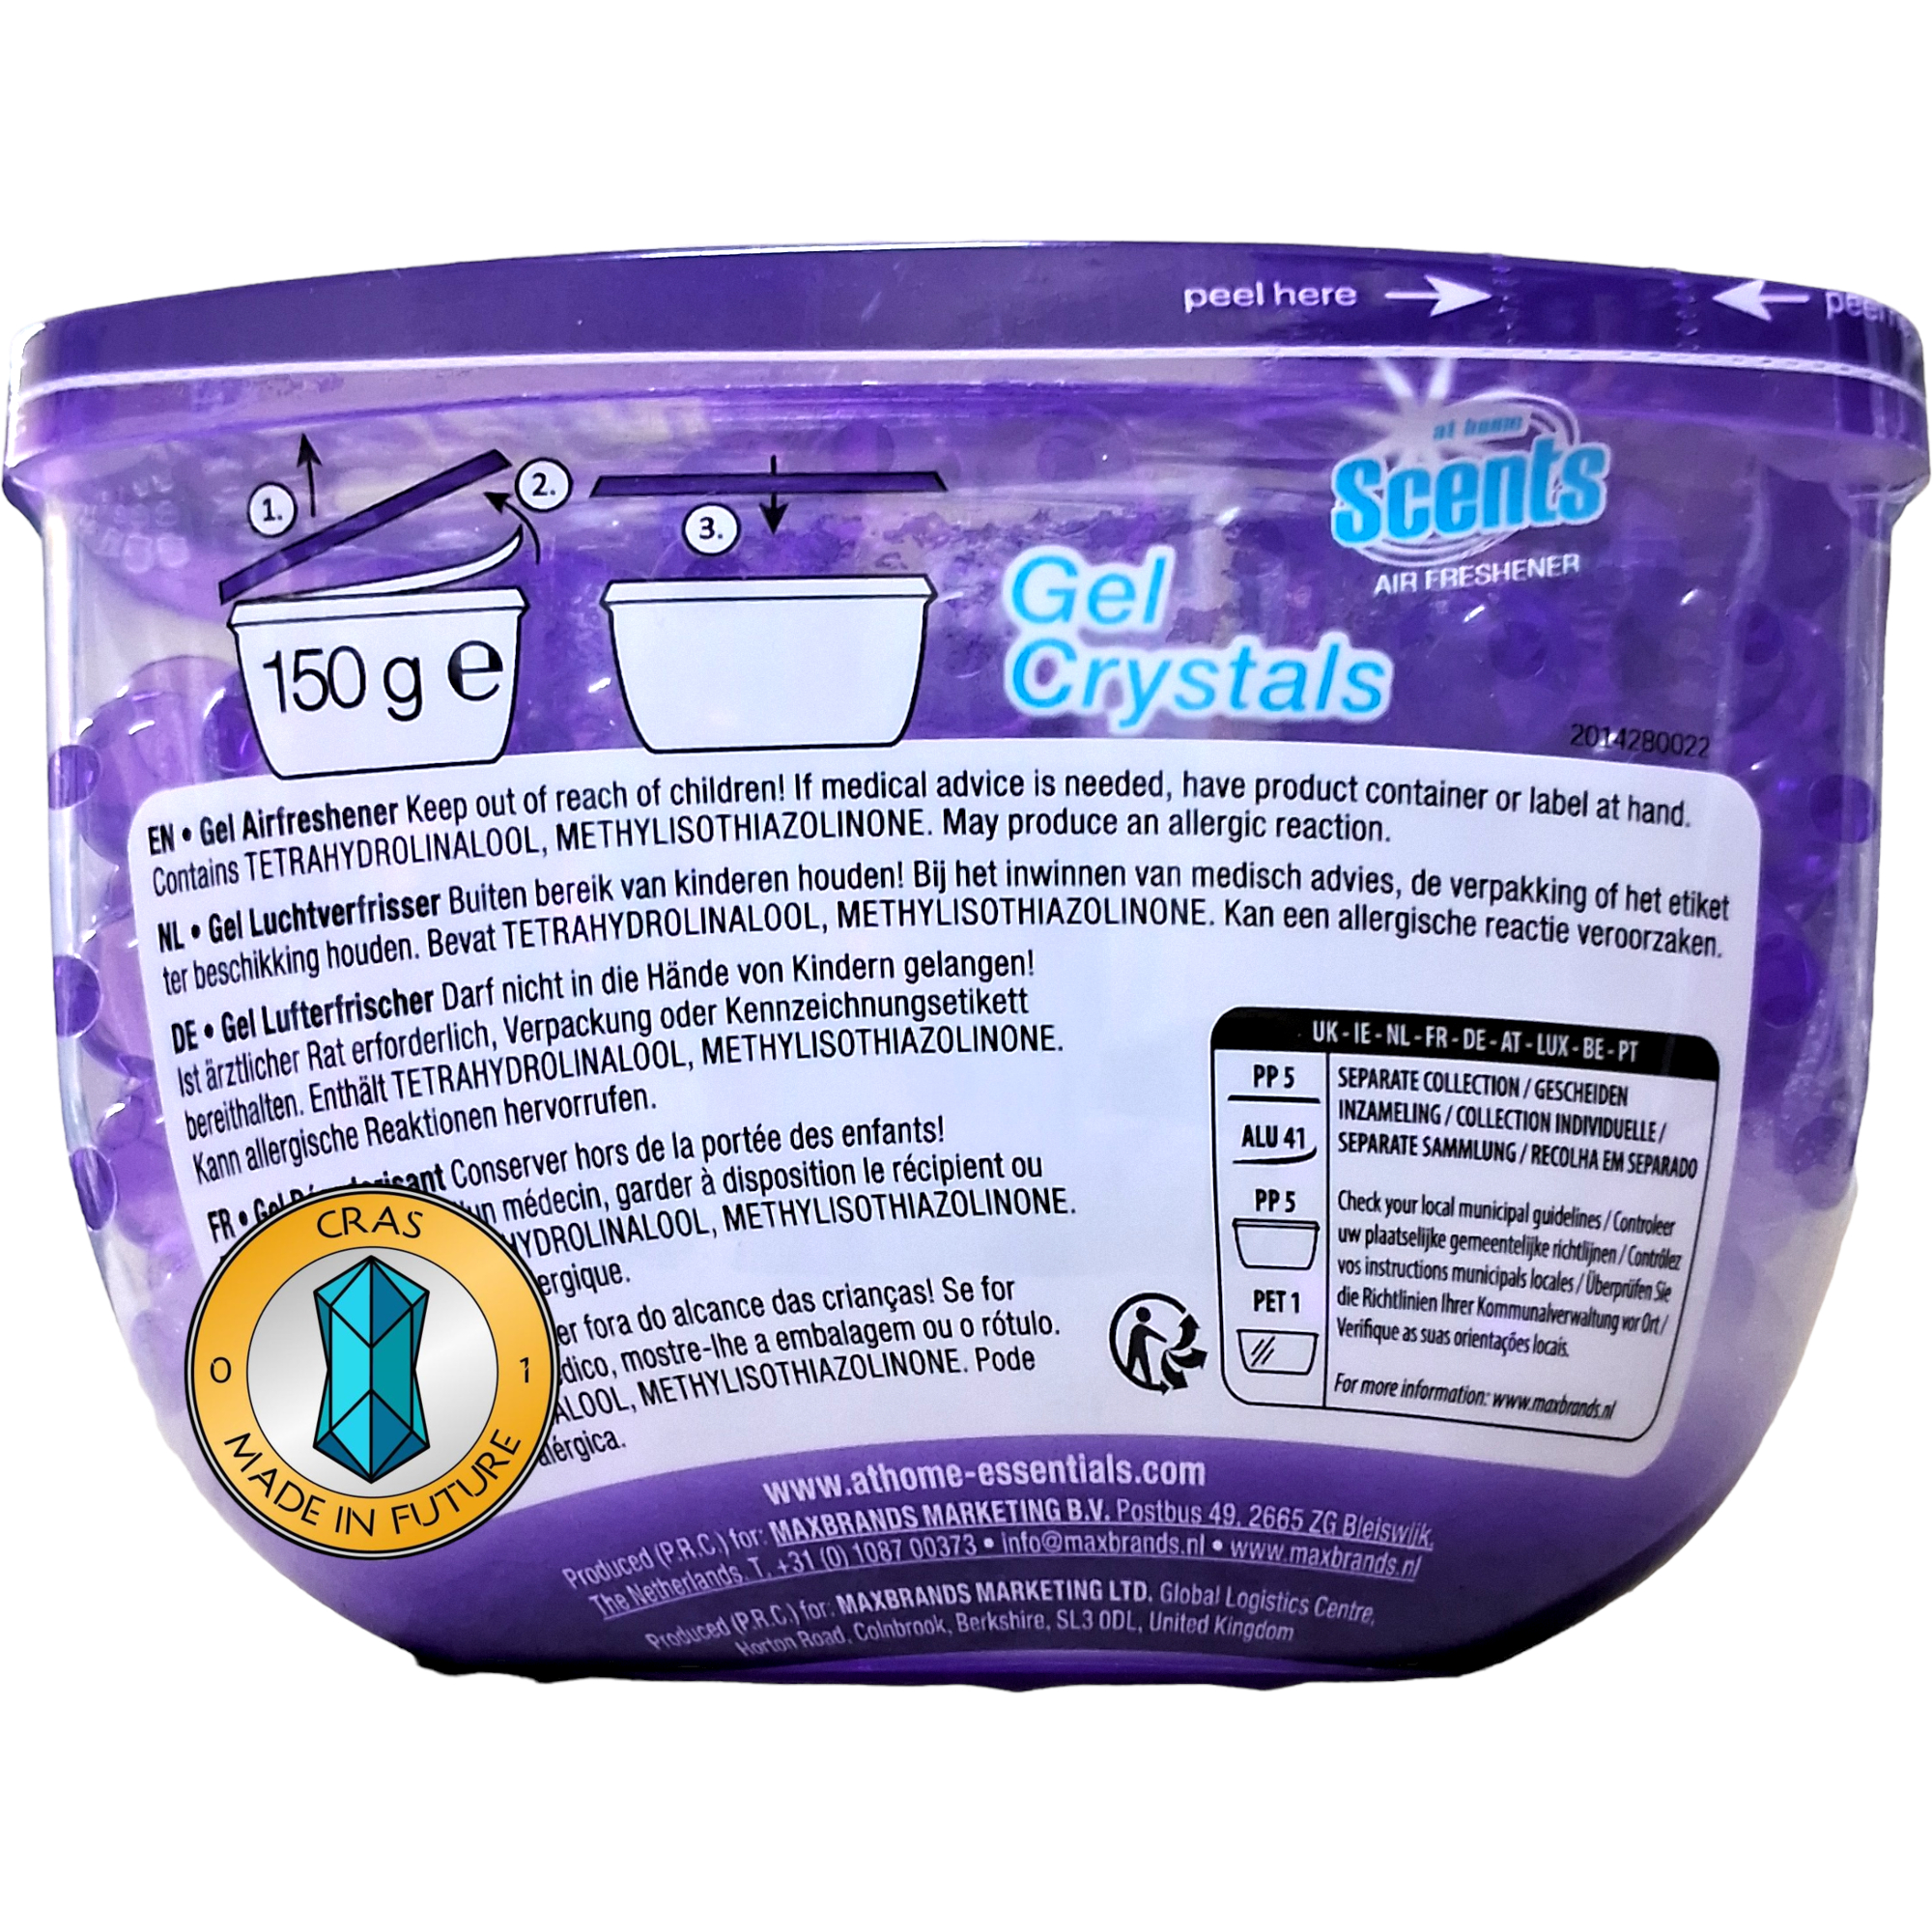 peel here
at home
Scents
AIR FRESHENER
1.
2.
3.
150 g e
Gel
Crystals
2014280022
EN • Gel Airfreshener Keep out of reach of children! If medical advice is needed, have product container or label at hand.
Contains TETRAHYDROLINALOOL, METHYLISOTHIAZOLINONE. May produce an allergic reaction.
NL • Gel Luchtverfrisser Buiten bereik van kinderen houden! Bij het inwinnen van medisch advies, de verpakking of het etiket
ter beschikking houden. Bevat TETRAHYDROLINALOOL, METHYLISOTHIAZOLINONE. Kan een allergische reactie veroorzaken.
DE • Gel Lufterfrischer Darf nicht in die Hände von Kindern gelangen!
Ist ärztlicher Rat erforderlich, Verpackung oder Kennzeichnungsetikett
bereithalten. Enthält TETRAHYDROLINALOOL, METHYLISOTHIAZOLINONE.
Kann allergische Reaktionen hervorrufen.
FR • Gel Conserver hors de la portée des enfants!
médecin, garder à disposition le récipient ou
YDROLINALOOL, METHYLISOTHIAZOLINONE.
ergique.
er fora do alcance das crianças! Se for
dico, mostre-lhe a embalagem ou o rótulo.
ALOOL, METHYLISOTHIAZOLINONE. Pode
alérgica.
UK - IE - NL - FR - DE - AT - LUX - BE - PT
PP 5
ALU 41
PP 5
PET 1
SEPARATE COLLECTION / GESCHEIDEN
INZAMELING / COLLECTION INDIVIDUELLE /
SEPARATE SAMMLUNG / RECOLHA EM SEPARADO
Check your local municipal guidelines / Controleer
uw plaatselijke gemeentelijke richtlijnen / Contrôlez
vos instructions municipals locales / Überprüfen Sie
die Richtlinien Ihrer Kommunalverwaltung vor Ort /
Verifique as suas orientações locais.
For more information: www.maxbrands.nl
CRAS
0 1
MADE IN FUTURE
www.athome-essentials.com
Produced (P.R.C.) for: MAXBRANDS MARKETING B.V. Postbus 49, 2665 ZG Bleiswijk,
The Netherlands. T. +31 (0) 1087 00373 • info@maxbrands.nl • www.maxbrands.nl
Produced (P.R.C.) for: MAXBRANDS MARKETING LTD. Global Logistics Centre,
Horton Road, Colnbrook, Berkshire, SL3 0DL, United Kingdom